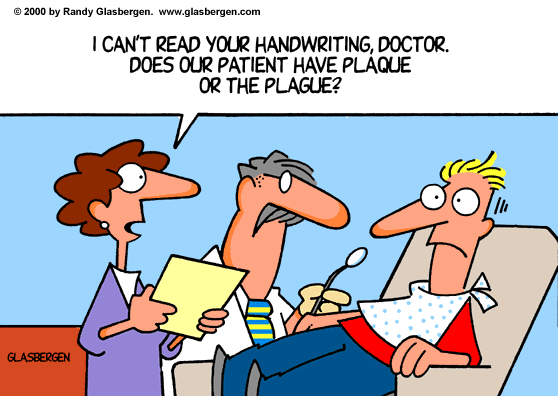 © 2000 by Randy Glasbergen. www.glasbergen.com
I CAN'T READ YOUR HANDWRITING, DOCTOR.
DOES OUR PATIENT HAVE PLAQUE
OR THE PLAGUE?
GLASBERGEN